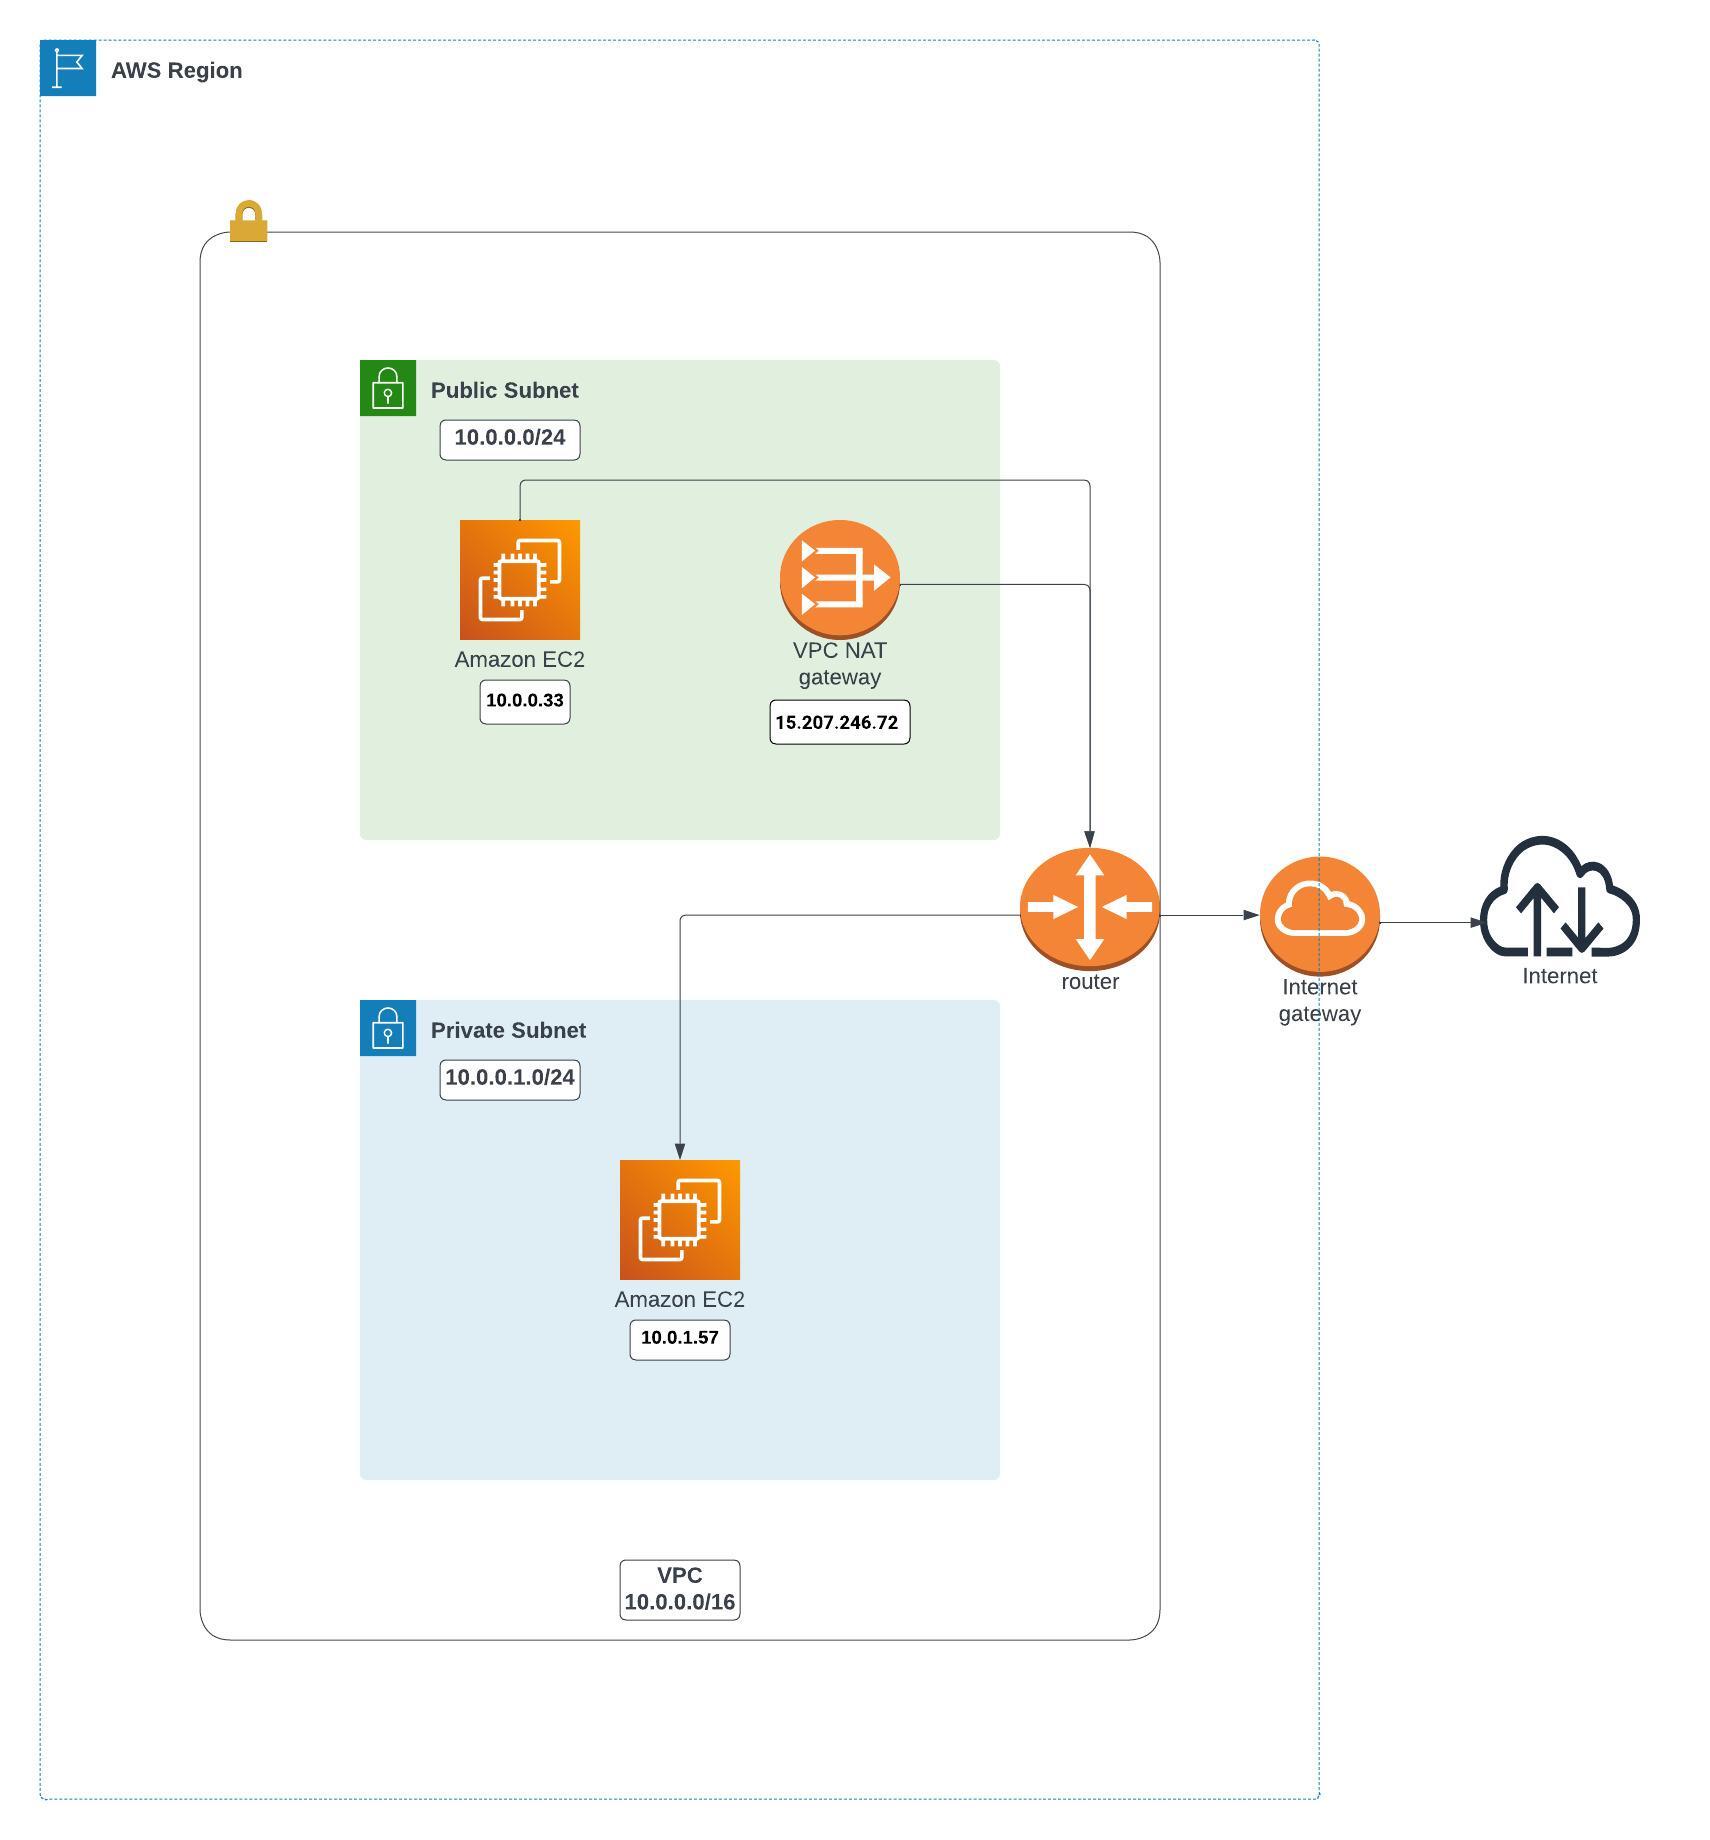 AWS Region
Public Subnet
10.0.0.0/24
Amazon EC2
10.0.0.33
VPC NAT
gateway
15.207.246.72
router
Internet
gateway
Internet
Private Subnet
10.0.0.1.0/24
Amazon EC2
10.0.1.57
VPC
10.0.0.0/16